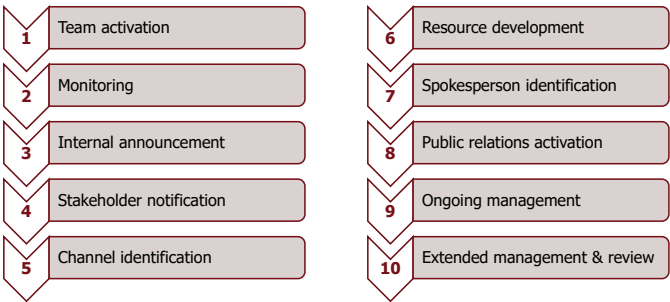 1 Team activation
2 Monitoring
3 Internal announcement
4 Stakeholder notification
5 Channel identification
6 Resource development
7 Spokesperson identification
8 Public relations activation
9 Ongoing management
10 Extended management & review